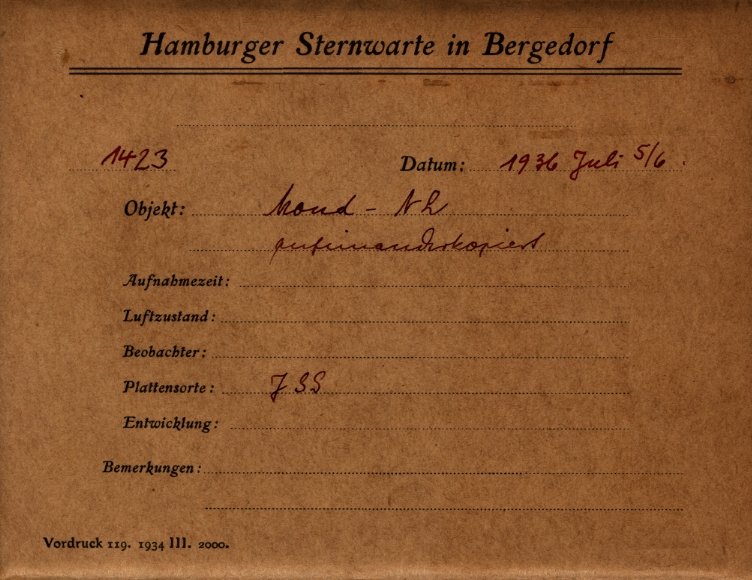 Hamburger Sternwarte in Bergedorf
1423 Datum: 1936 Juli 5/6.
Objekt: Mond –
aufeinanderkopiert
Aufnahmezeit:
Luftzustand:
Beobachter:
Plattensorte: JSS
Entwicklung:
Bemerkungen:
Vordruck 119. 1934 III. 2000.